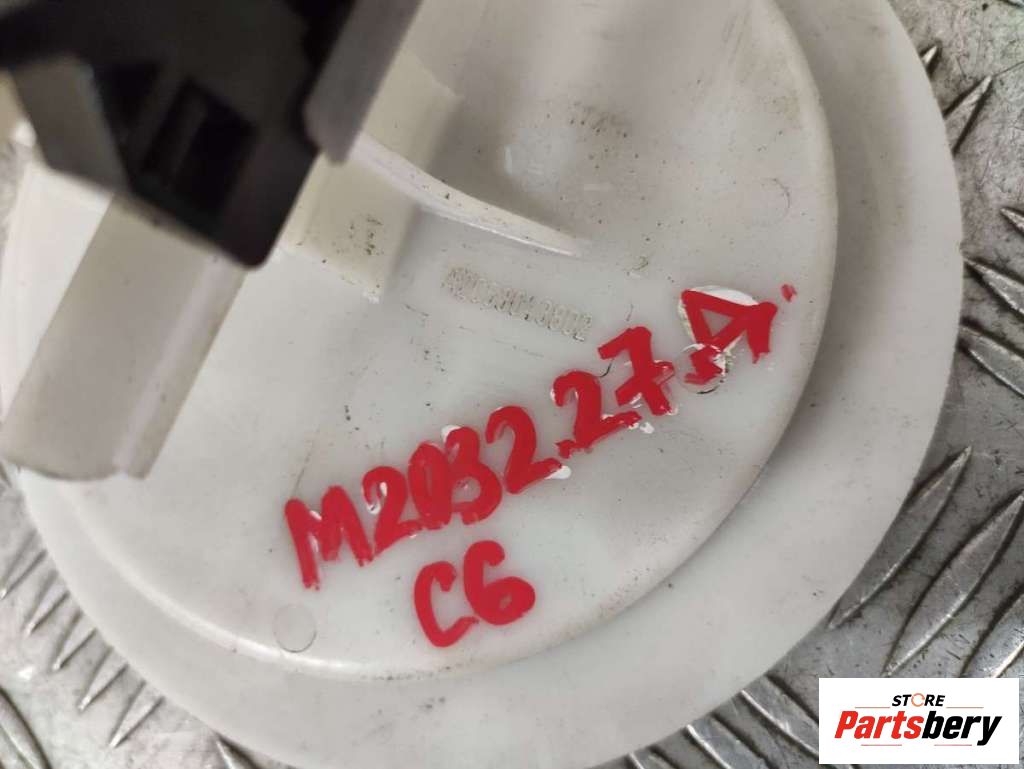 M2032.27.A.
C6
STORE
Partsbery